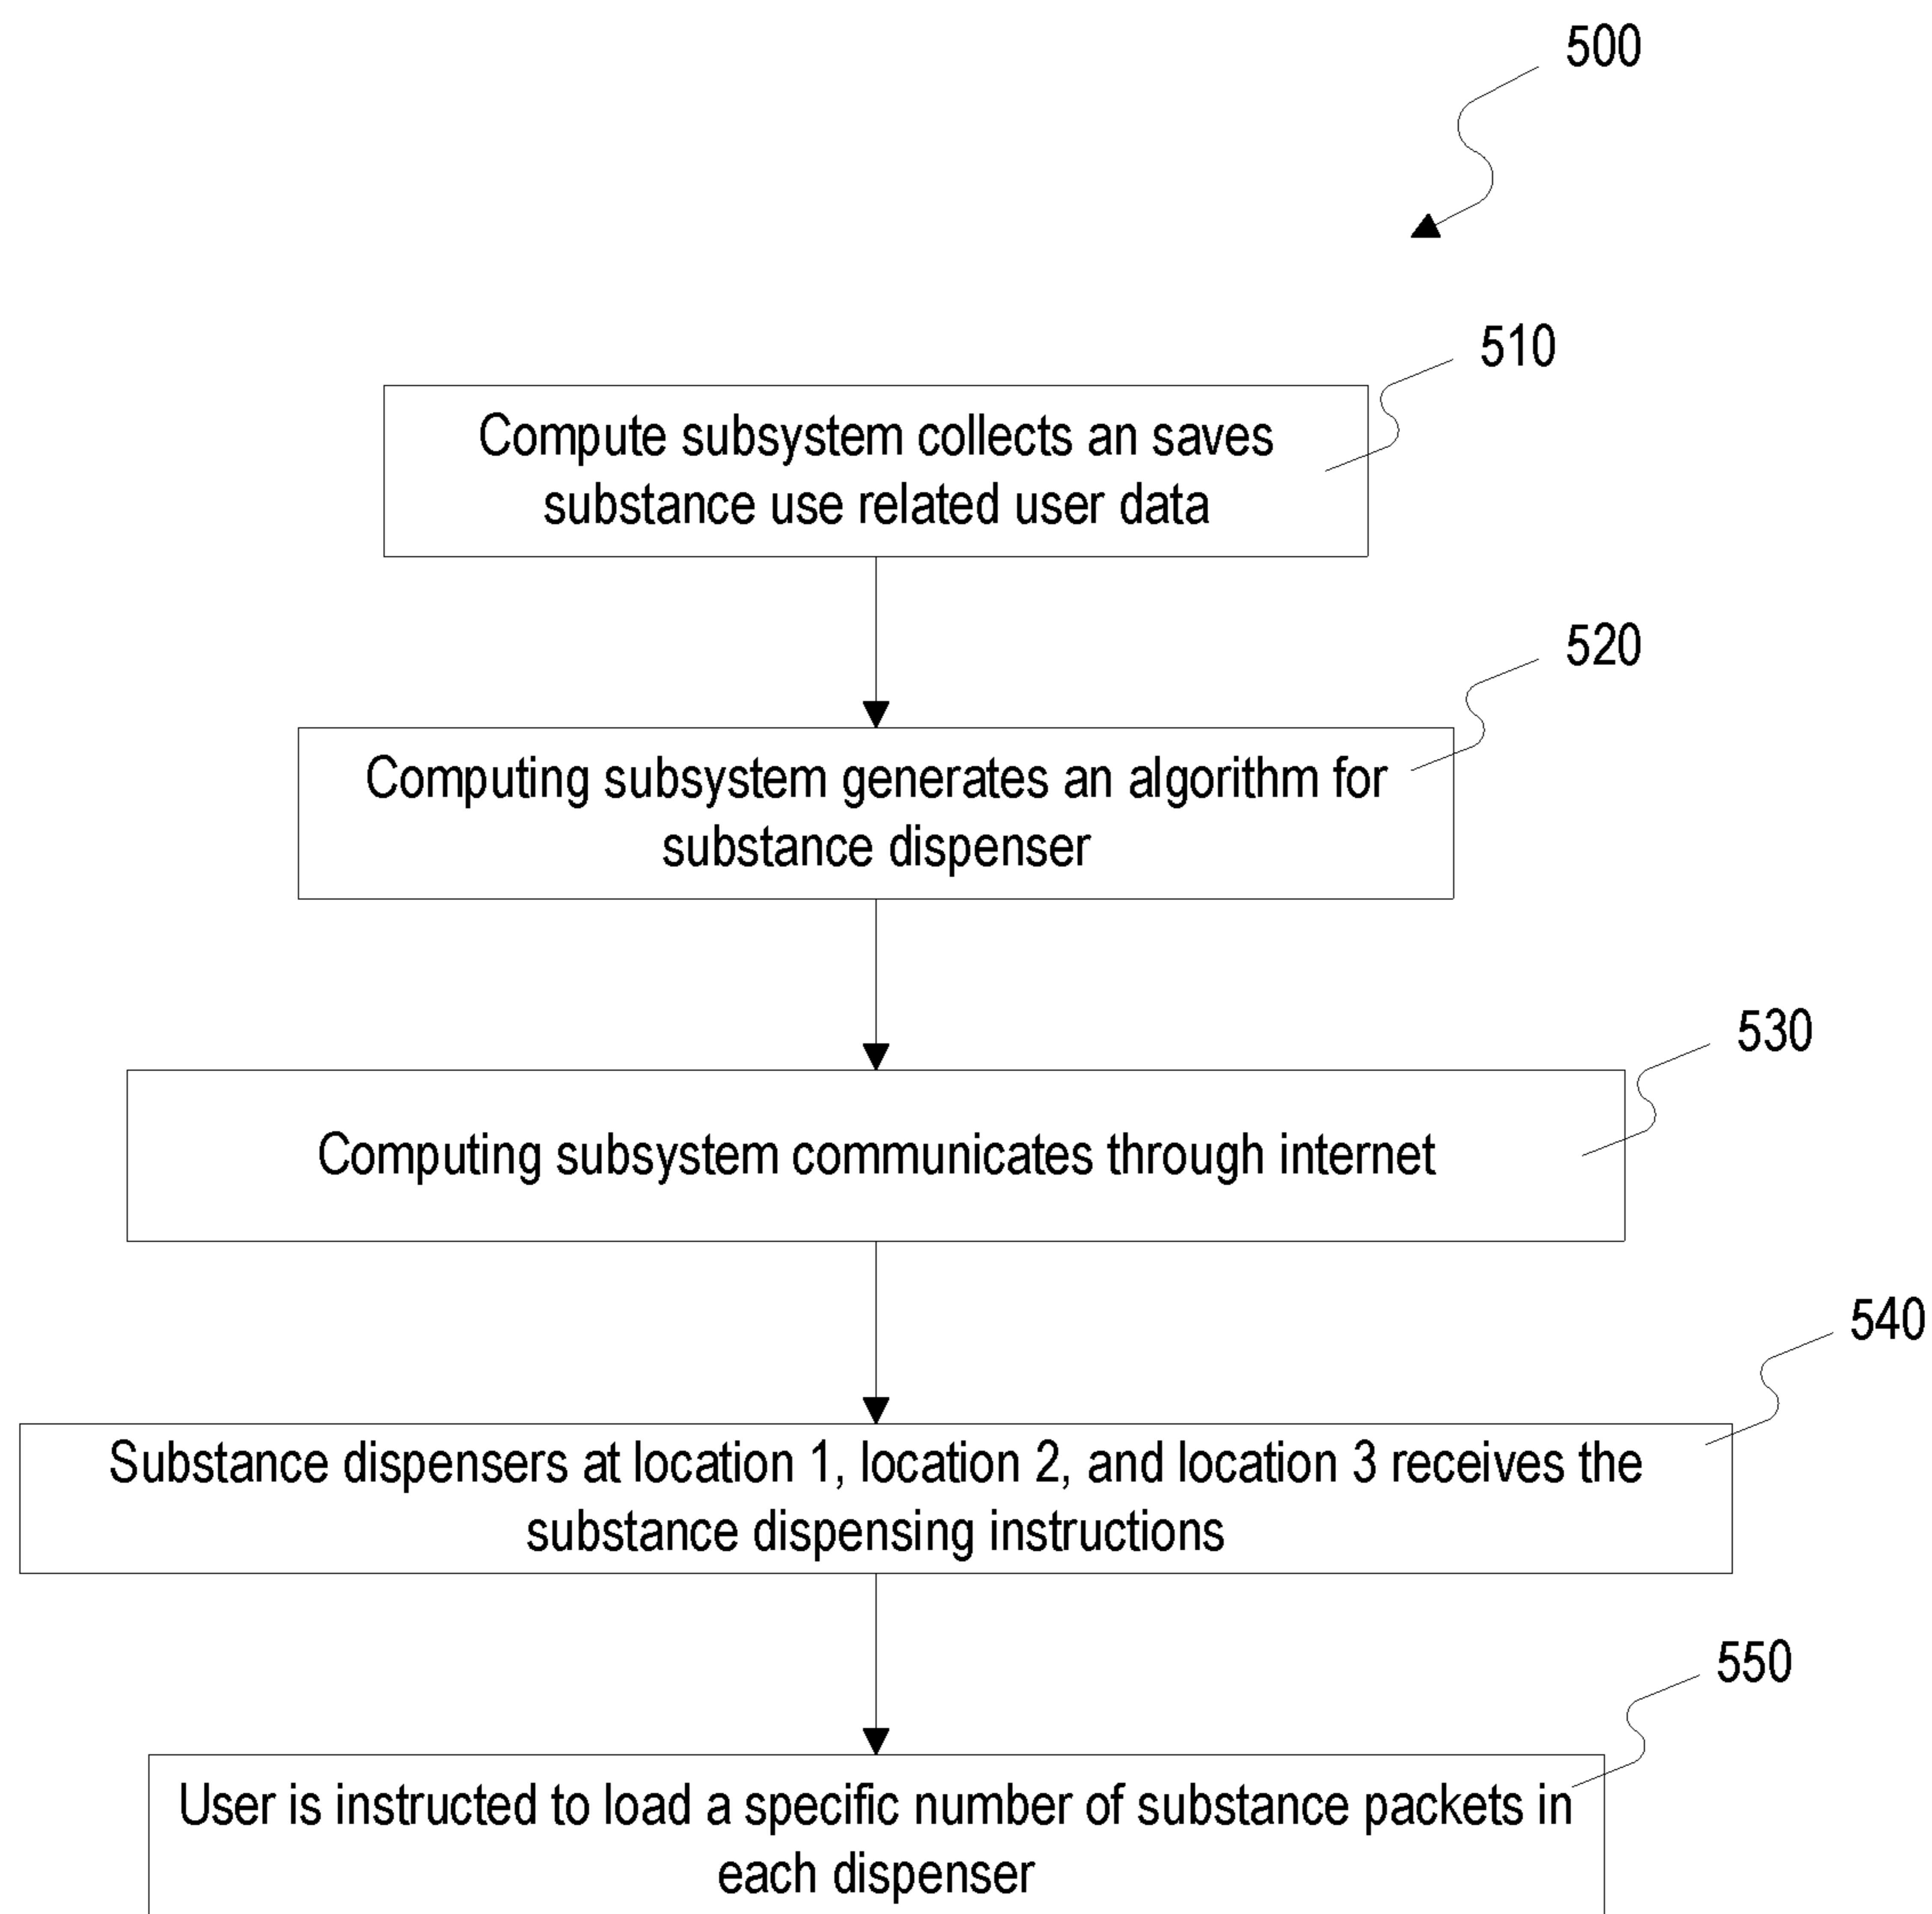 500
510
Compute subsystem collects an saves
substance use related user data
520
Computing subsystem generates an algorithm for
substance dispenser
530
Computing subsystem communicates through internet
540
Substance dispensers at location 1, location 2, and location 3 receives the
substance dispensing instructions
550
User is instructed to load a specific number of substance packets in
each dispenser